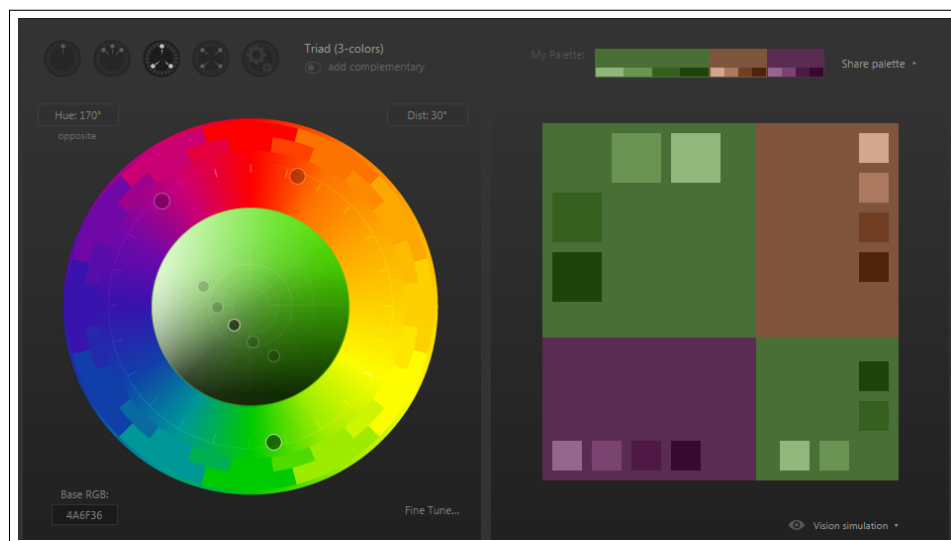 Triad (3-colors)
add complementary
My Palette:
Share palette
Hue: 170°
opposite
Dist: 30°
Base RGB:
4A6F36
Fine Tune...
Vision simulation